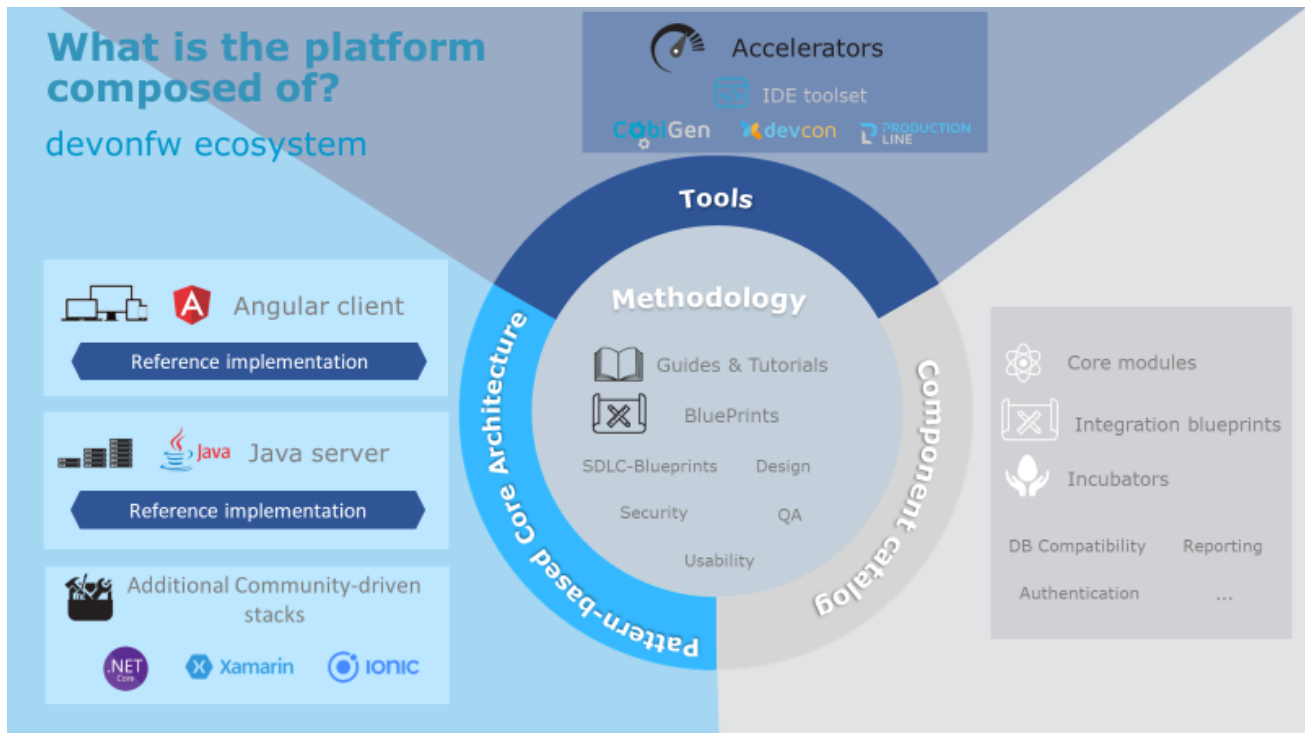 What is the platform
composed of?
devonfw ecosystem
Accelerators
IDE toolset
CobiGen
devcon
PRODUCTION
LINE
Tools
Methodology
Guides & Tutorials
BluePrints
SDLC-Blueprints
Design
Security
QA
Usability
Pattern-based Core Architecture
Component catalog
Angular client
Reference implementation
Java
Java server
Reference implementation
Additional Community-driven
stacks
.NET
Core
Xamarin
IONIC
Core modules
Integration blueprints
Incubators
DB Compatibility
Reporting
Authentication
...